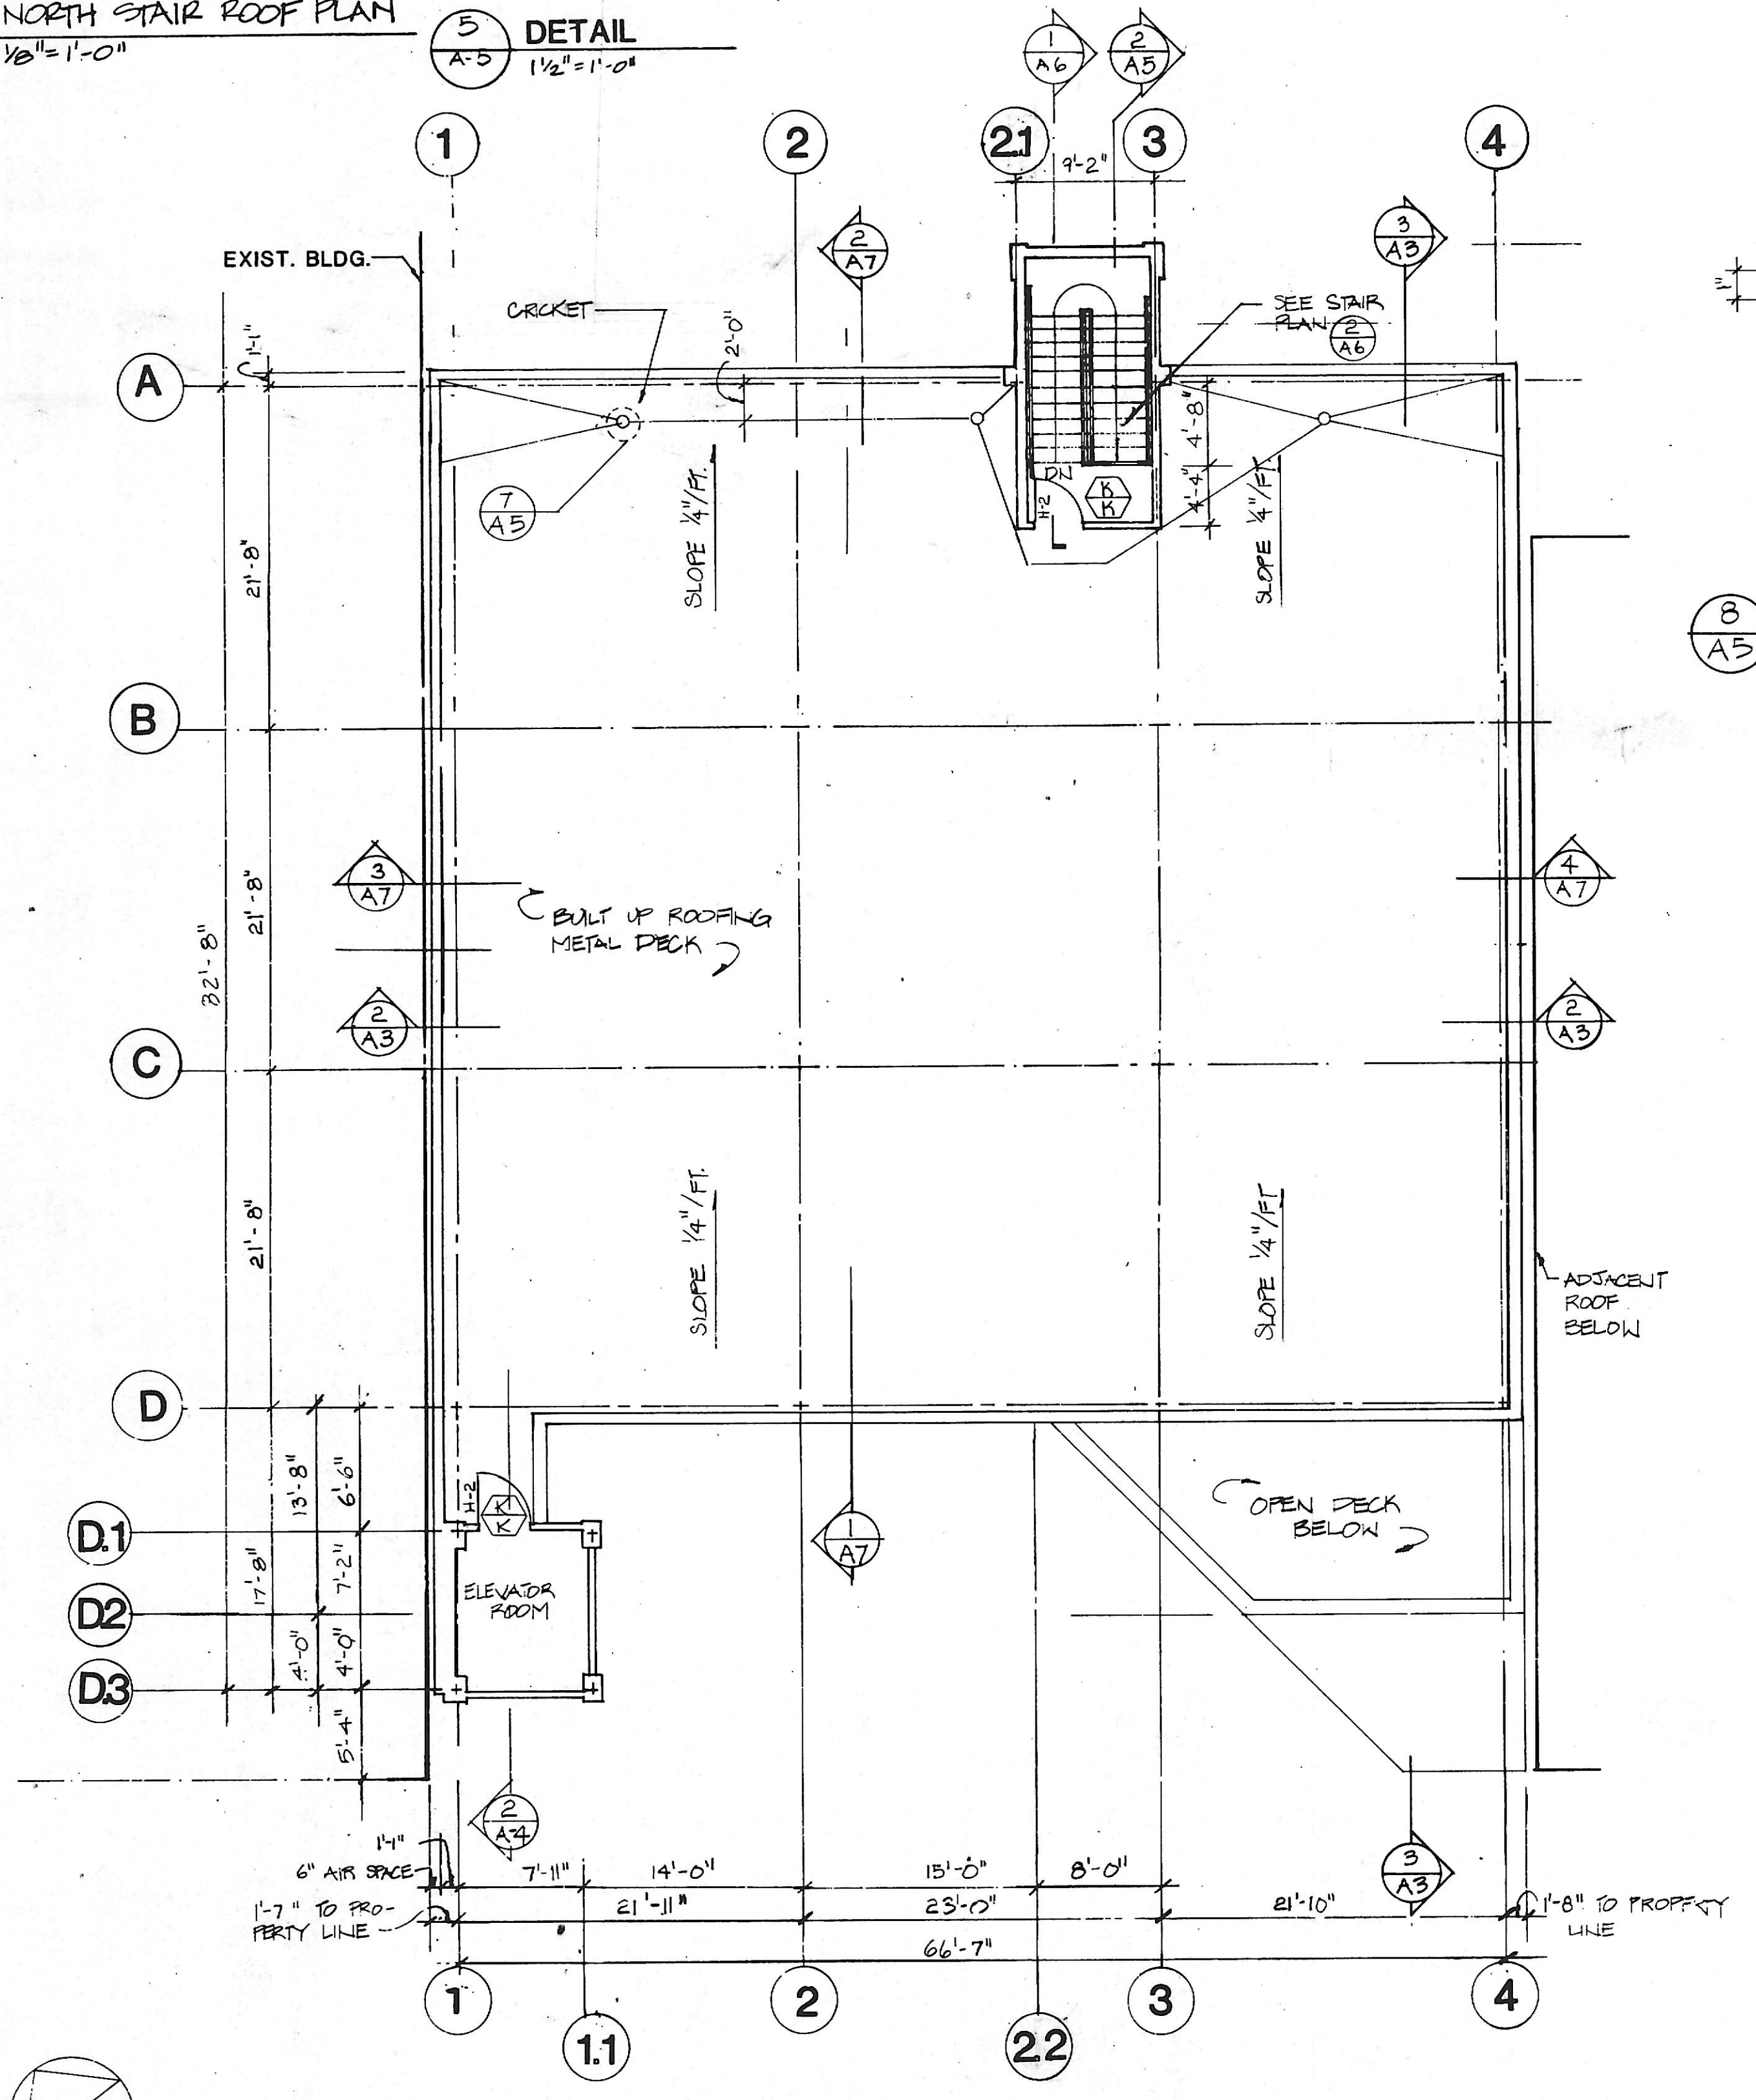 NORTH STAIR ROOF PLAN
1/8"=1'-0"
5
A-5
DETAIL
1½"=1'-0"
1
A6
2
A5
1
2
2.1
3
4
9'-2"
2
A7
3
A3
EXIST. BLDG.
CRICKET
SEE STAIR
PLAN 2
A6
1"
1'-1"
2'-0"
A
4'-8"
4'-4"
DN
K
K
H-2
7
A5
SLOPE ¼"/FT.
SLOPE ¼"/FT.
21'-8"
8
A5
B
3
A7
4
A7
BUILT UP ROOFING
METAL DECK
21'-8"
82'-8"
2
A3
2
A3
C
21'-8"
SLOPE ¼"/FT.
SLOPE ¼"/FT
ADJACENT
ROOF
BELOW
D
13'-8"
6'-6"
H-2
K
K
OPEN DECK
BELOW
1
A7
D.1
17'-8"
7'-2"
ELEVATOR
ROOM
D.2
4'-0"
4'-0"
D.3
5'-4"
2
A-4
1'-1"
6" AIR SPACE
7'-11"
14'-0"
15'-0"
8'-0"
3
A3
1'-7" TO PRO-
PERTY LINE
21'-11"
23'-0"
21'-10"
1'-8" TO PROPERTY
LINE
66'-7"
1
2
3
4
1.1
2.2